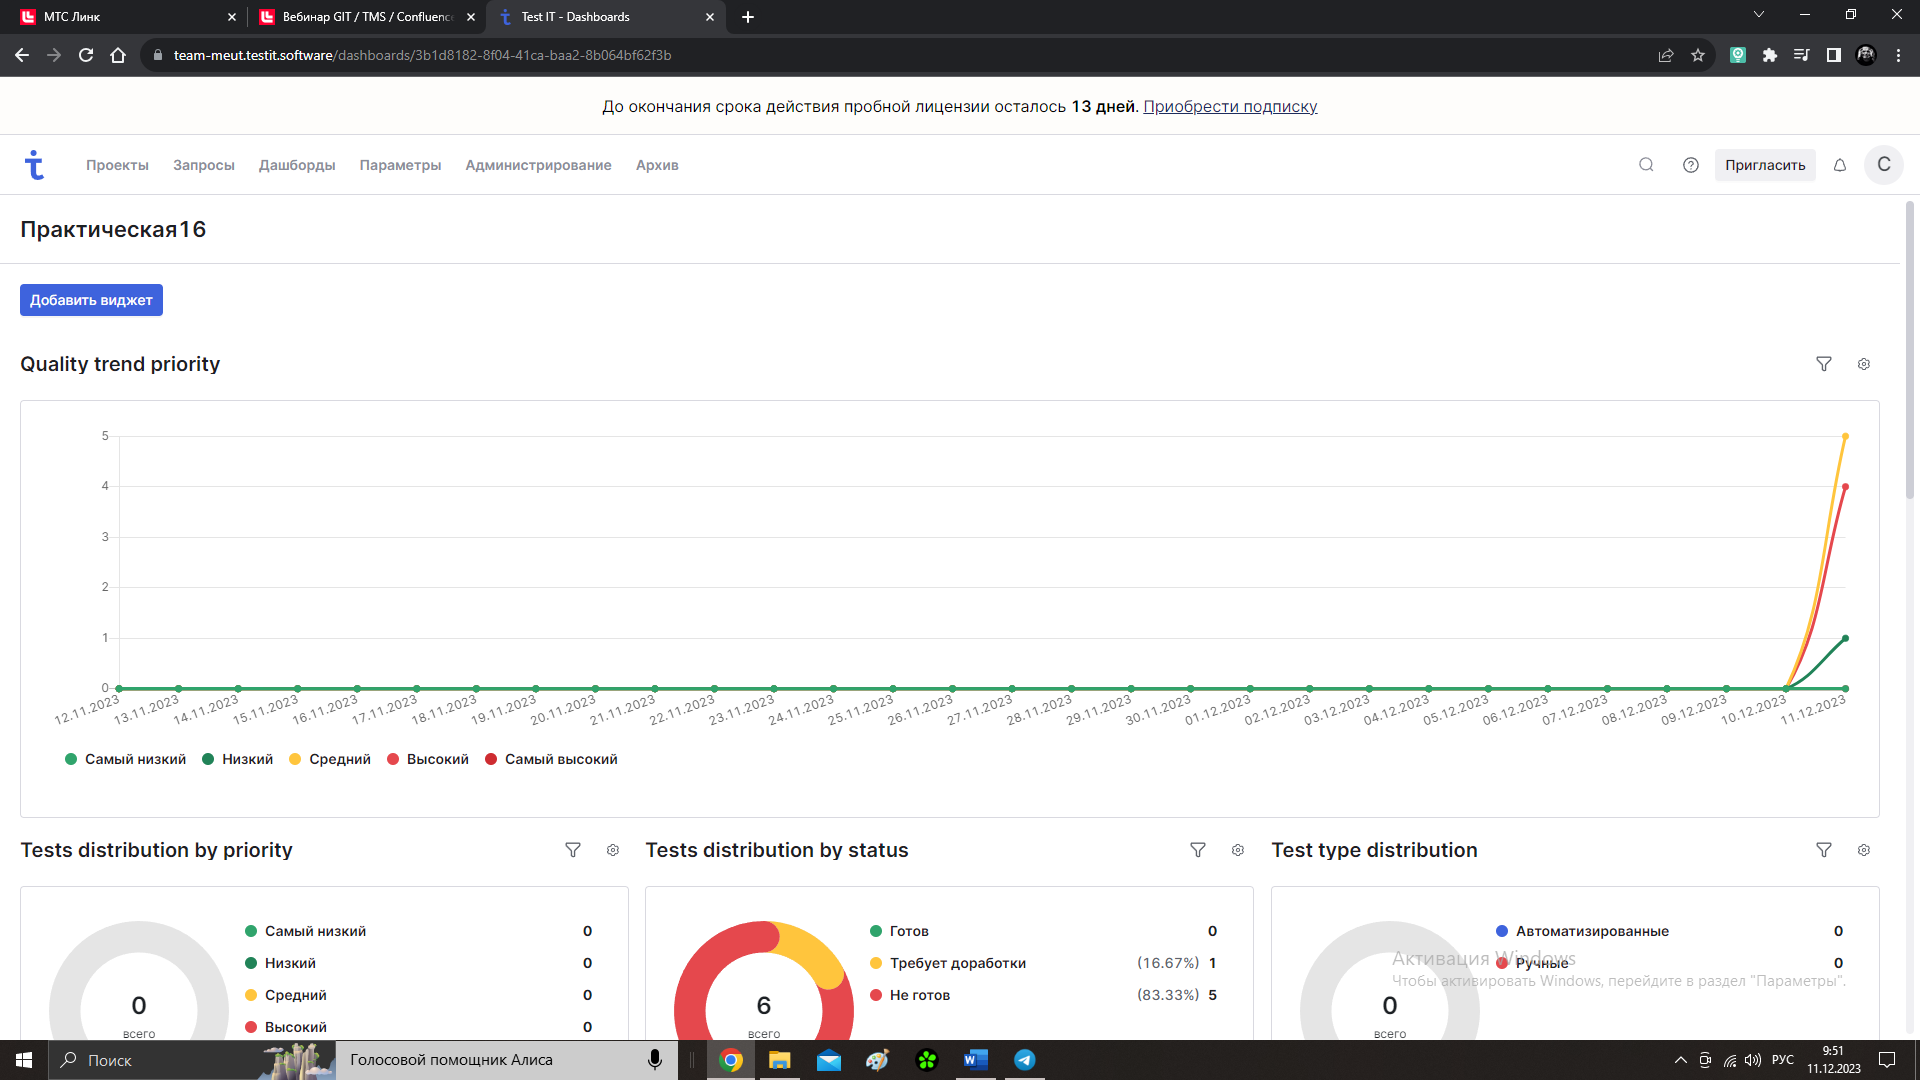 МТС Линк
Вебинар GIT / TMS / Confluence
Test IT - Dashboards
team-meut.testit.software/dashboards/3b1d8182-8f04-41ca-baa2-8b064bf62f3b
До окончания срока действия пробной лицензии осталось 13 дней. Приобрести подписку
Проекты Запросы Дашборды Параметры Администрирование Архив
Пригласить
C
Практическая16
Добавить виджет
Quality trend priority
5
4
3
2
1
0
12.11.2023 13.11.2023 14.11.2023 15.11.2023 16.11.2023 17.11.2023 18.11.2023 19.11.2023 20.11.2023 21.11.2023 22.11.2023 23.11.2023 24.11.2023 25.11.2023 26.11.2023 27.11.2023 28.11.2023 29.11.2023 30.11.2023 01.12.2023 02.12.2023 03.12.2023 04.12.2023 05.12.2023 06.12.2023 07.12.2023 08.12.2023 09.12.2023 10.12.2023 11.12.2023
Самый низкий Низкий Средний Высокий Самый высокий
Tests distribution by priority
0
всего
Самый низкий 0
Низкий 0
Средний 0
Высокий 0
Tests distribution by status
6
всего
Готов 0
Требует доработки (16.67%) 1
Не готов (83.33%) 5
Test type distribution
0
всего
Автоматизированные 0
Ручные 0
Активация Windows
Чтобы активировать Windows, перейдите в раздел "Параметры".
Поиск
Голосовой помощник Алиса
РУС
9:51
11.12.2023